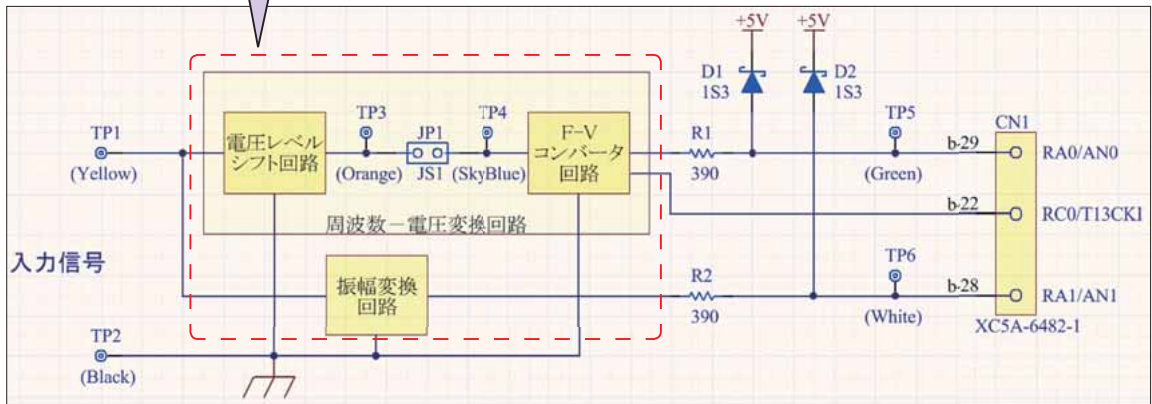 +5V
+5V
D1
1S3
D2
1S3
TP1
(Yellow)
電圧レベル
シフト回路
TP3
(Orange)
JP1
JS1
TP4
(SkyBlue)
F-V
コンバータ
回路
R1
390
TP5
(Green)
CN1
b-29
RA0/AN0
b-22
RC0/T13CKI
周波数－電圧変換回路
入力信号
振幅変換
回路
R2
390
TP6
(White)
b-28
RA1/AN1
XC5A-6482-1
TP2
(Black)